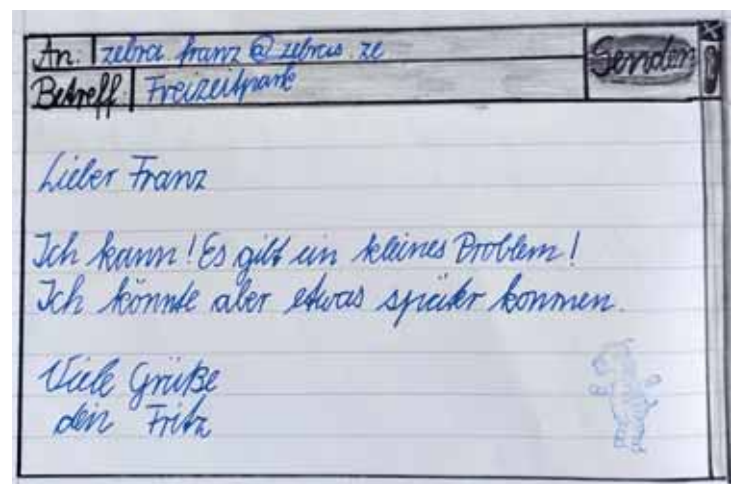 An: zebra franz @ zebras.ze
Senden
Betreff: Freizeitpark
Lieber Franz
Ich kann! Es gibt ein kleines Problem!
Ich könnte aber etwas später kommen.
Viele Grüße
dein Fritz